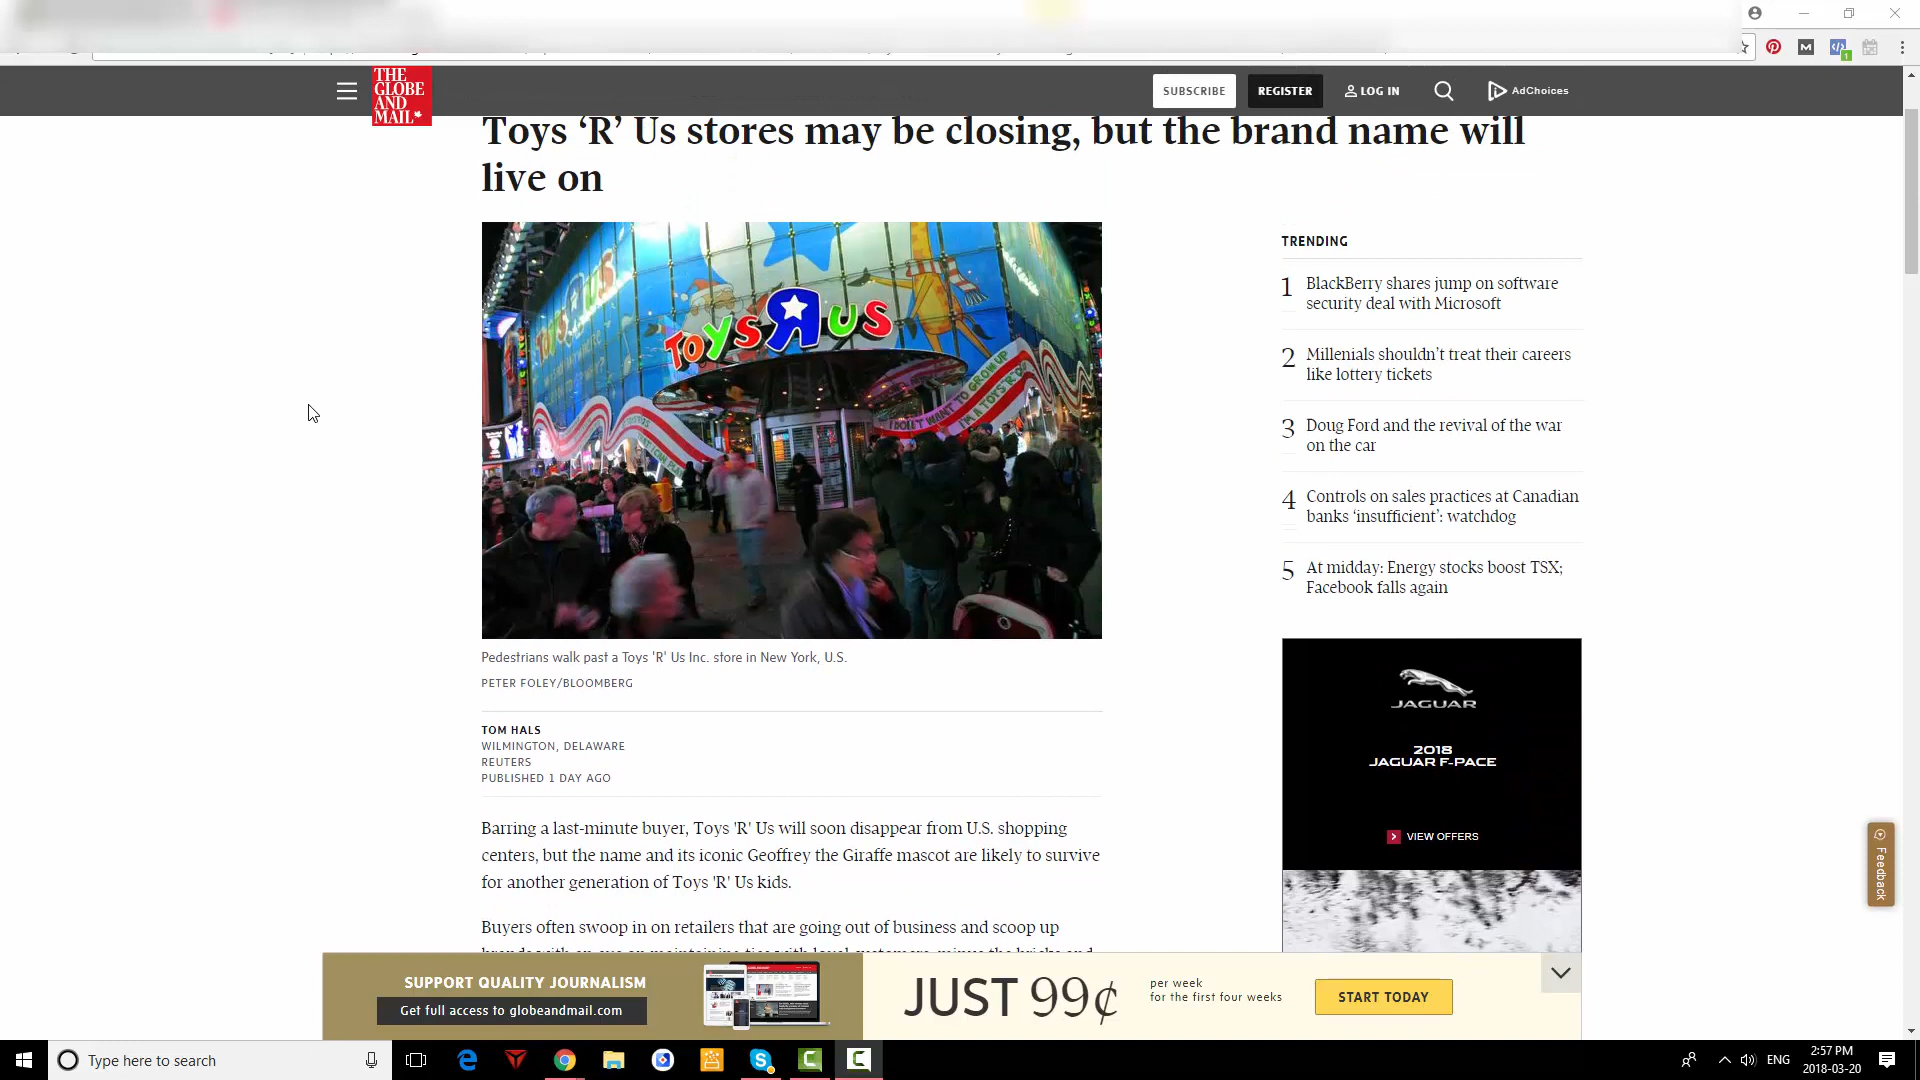 THE
GLOBE
AND
MAIL
SUBSCRIBE
REGISTER
LOG IN
AdChoices
Toys ‘R’ Us stores may be closing, but the brand name will
live on
TOYS R US
TOYS R US
I DON'T WANT TO GROW UP
I'M A TOYS R
Pedestrians walk past a Toys 'R' Us Inc. store in New York, U.S.
PETER FOLEY/BLOOMBERG
TOM HALS
WILMINGTON, DELAWARE
REUTERS
PUBLISHED 1 DAY AGO
Barring a last-minute buyer, Toys 'R' Us will soon disappear from U.S. shopping
centers, but the name and its iconic Geoffrey the Giraffe mascot are likely to survive
for another generation of Toys 'R' Us kids.
Buyers often swoop in on retailers that are going out of business and scoop up
TRENDING
1 BlackBerry shares jump on software
security deal with Microsoft
2 Millenials shouldn’t treat their careers
like lottery tickets
3 Doug Ford and the revival of the war
on the car
4 Controls on sales practices at Canadian
banks ‘insufficient’: watchdog
5 At midday: Energy stocks boost TSX;
Facebook falls again
JAGUAR
2018
JAGUAR F-PACE
VIEW OFFERS
Feedback
SUPPORT QUALITY JOURNALISM
Get full access to globeandmail.com
JUST 99¢
per week
for the first four weeks
START TODAY
Type here to search
ENG
2:57 PM
2018-03-20